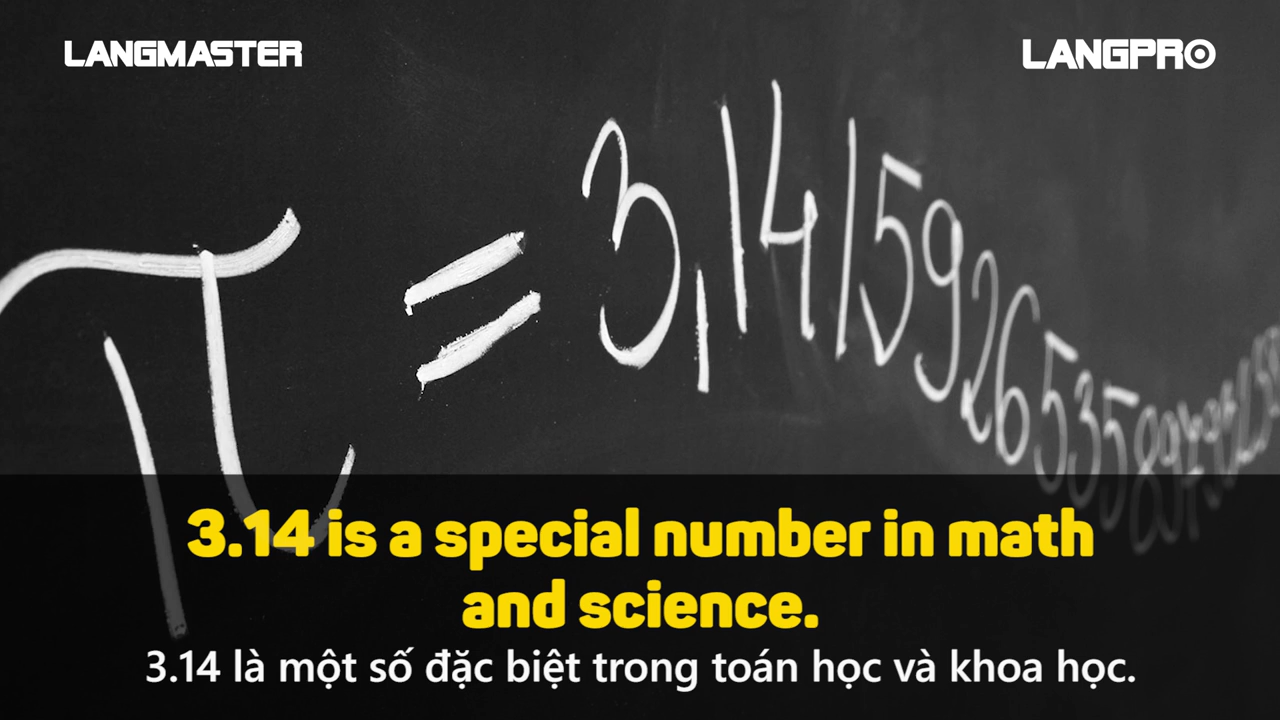 LANGMASTER
LANGPRO
π = 3,14159265358979323
3.14 is a special number in math
and science.
3.14 là một số đặc biệt trong toán học và khoa học.